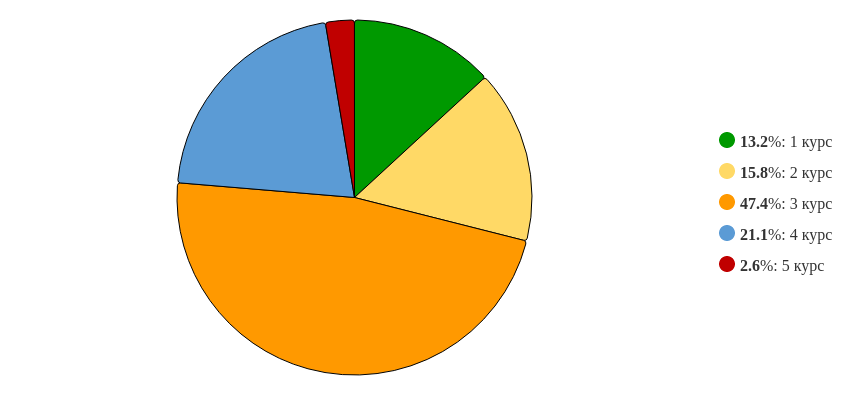 13.2%: 1 курс
15.8%: 2 курс
47.4%: 3 курс
21.1%: 4 курс
2.6%: 5 курс